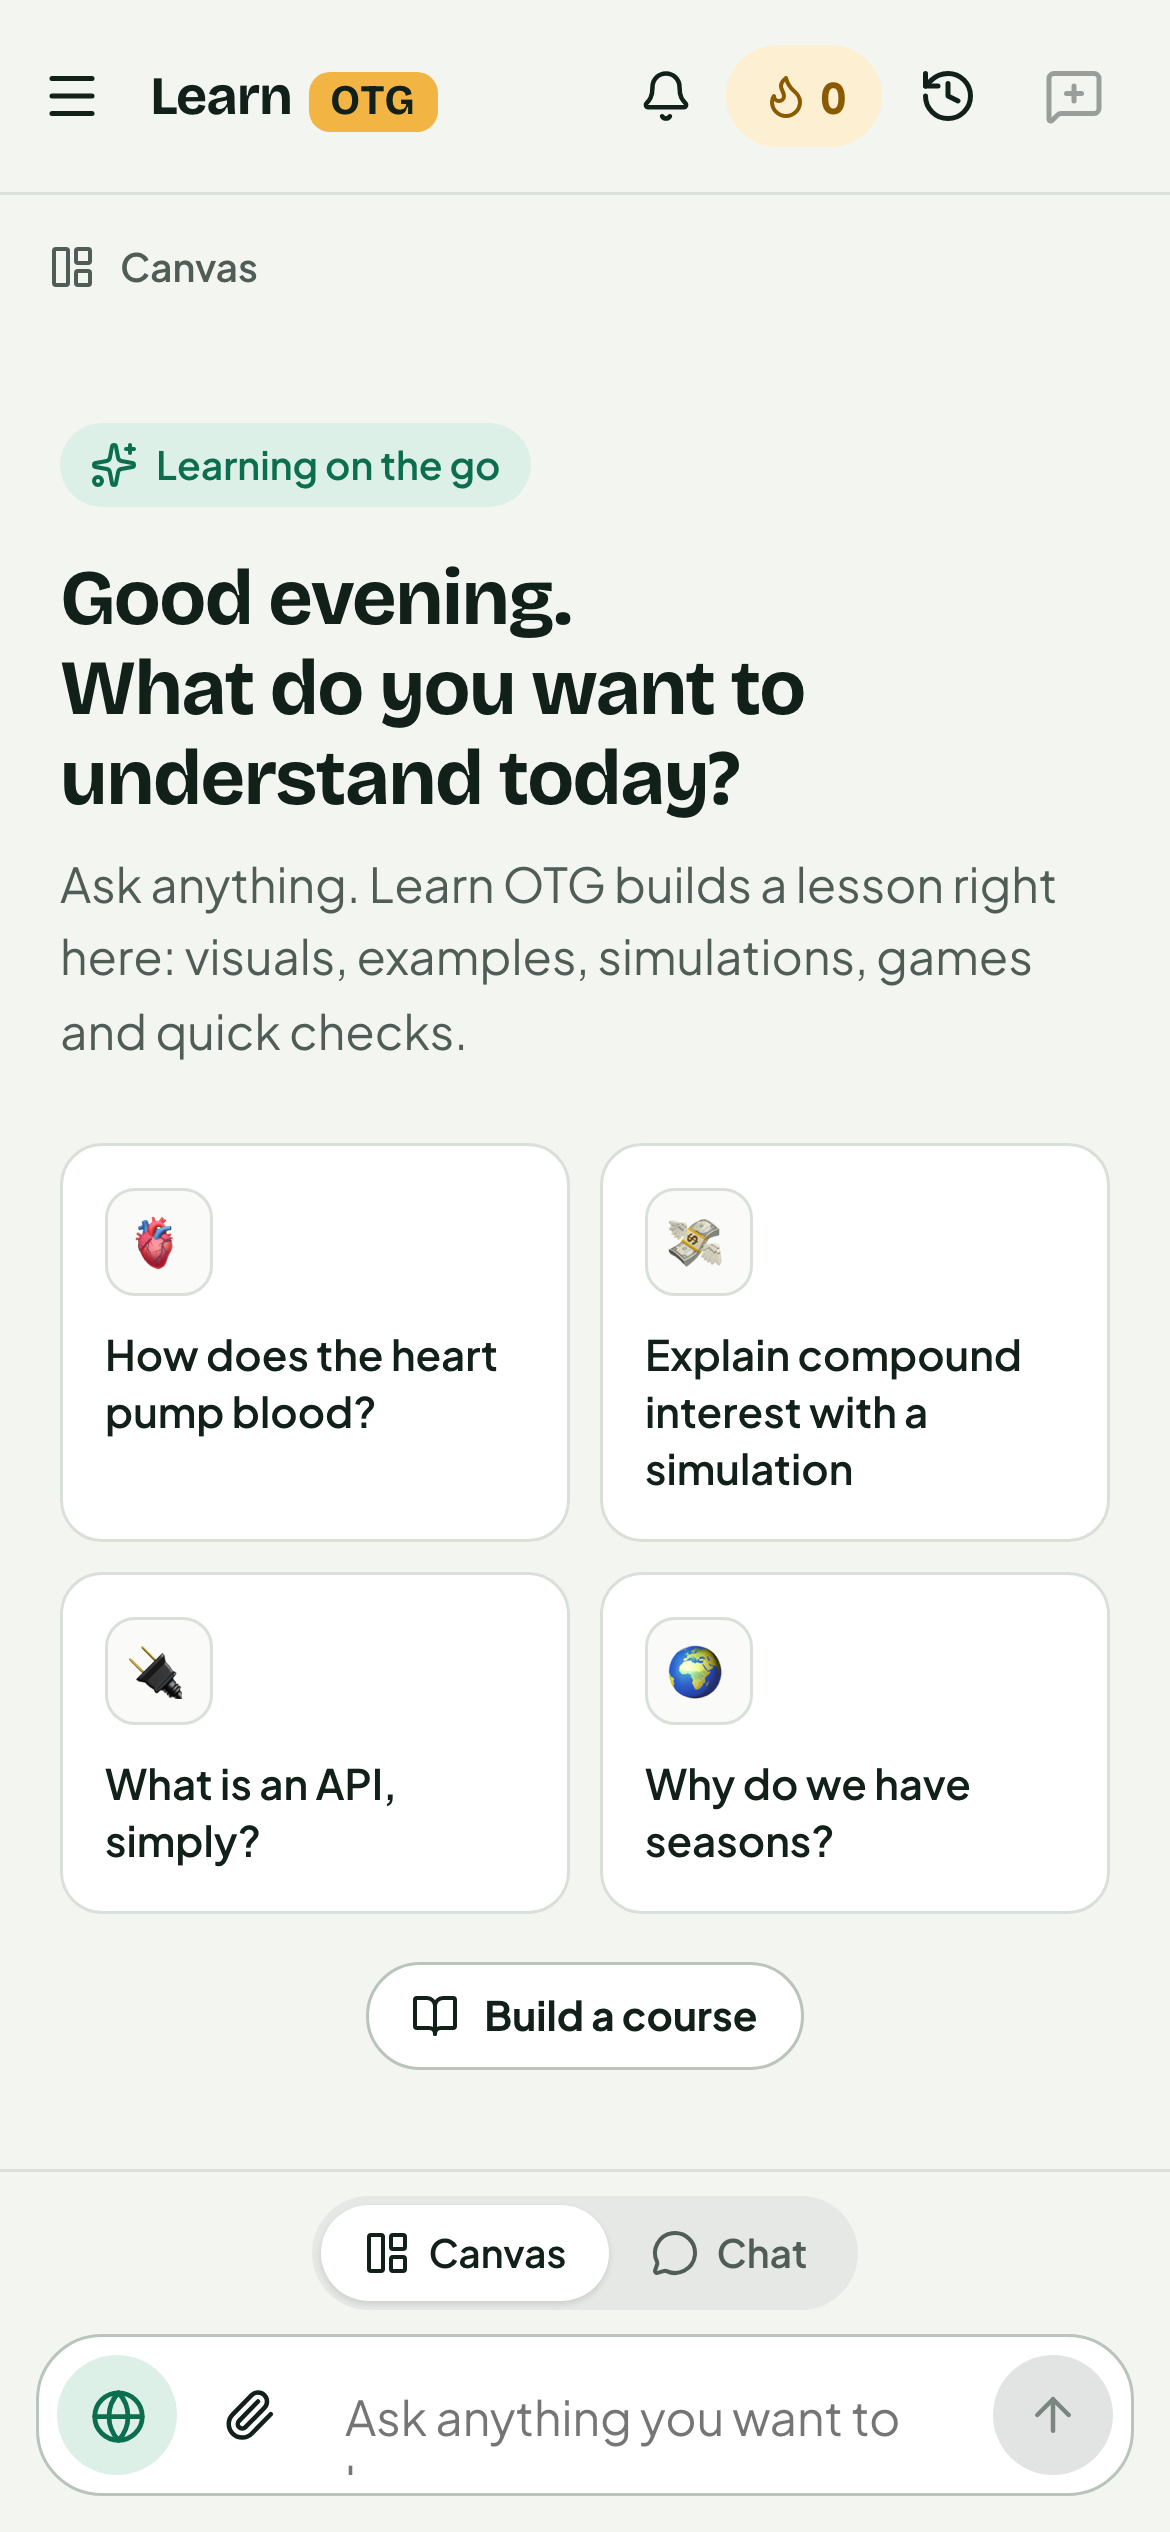 Learn OTG
0
Canvas
Learning on the go
Good evening.
What do you want to
understand today?
Ask anything. Learn OTG builds a lesson right
here: visuals, examples, simulations, games
and quick checks.
How does the heart
pump blood?
Explain compound
interest with a
simulation
What is an API,
simply?
Why do we have
seasons?
Build a course
Canvas
Chat
Ask anything you want to